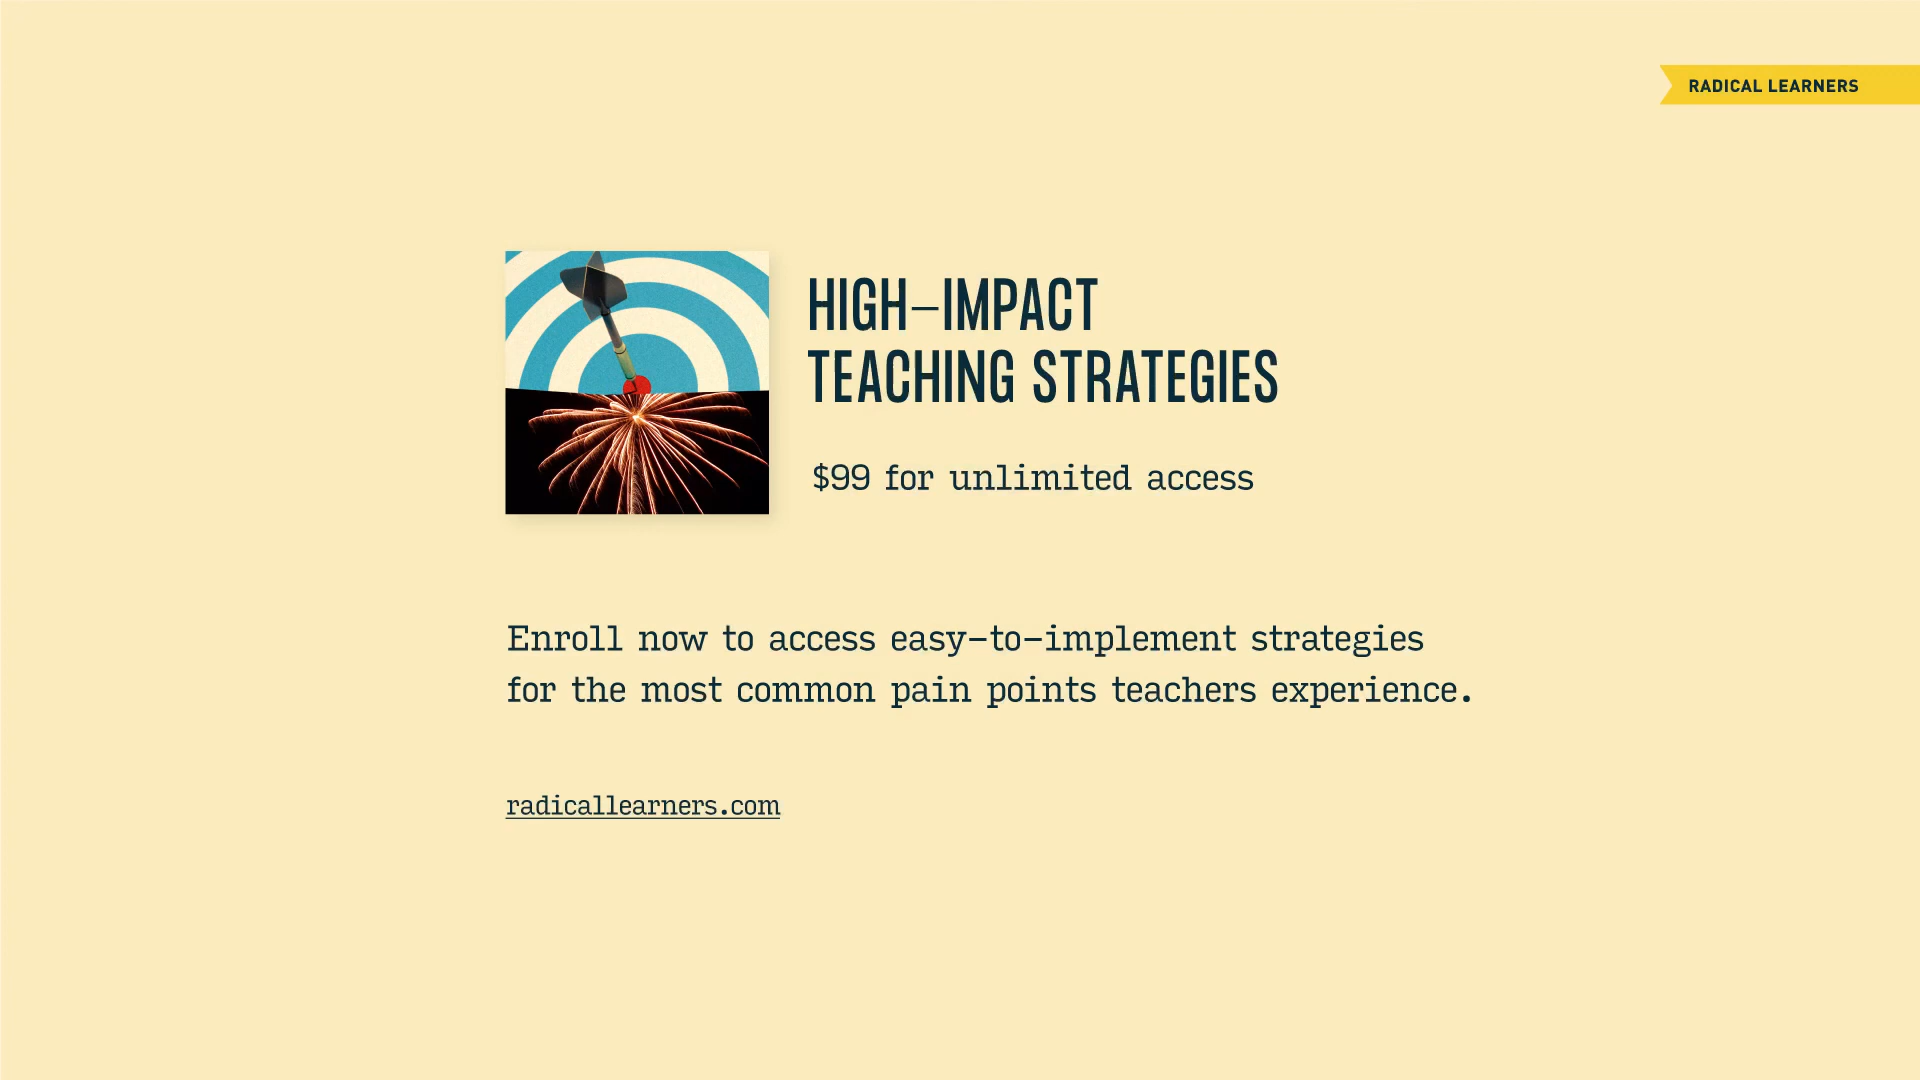 RADICAL LEARNERS
HIGH–IMPACT
TEACHING STRATEGIES
$99 for unlimited access
Enroll now to access easy-to-implement strategies
for the most common pain points teachers experience.
radicallearners.com